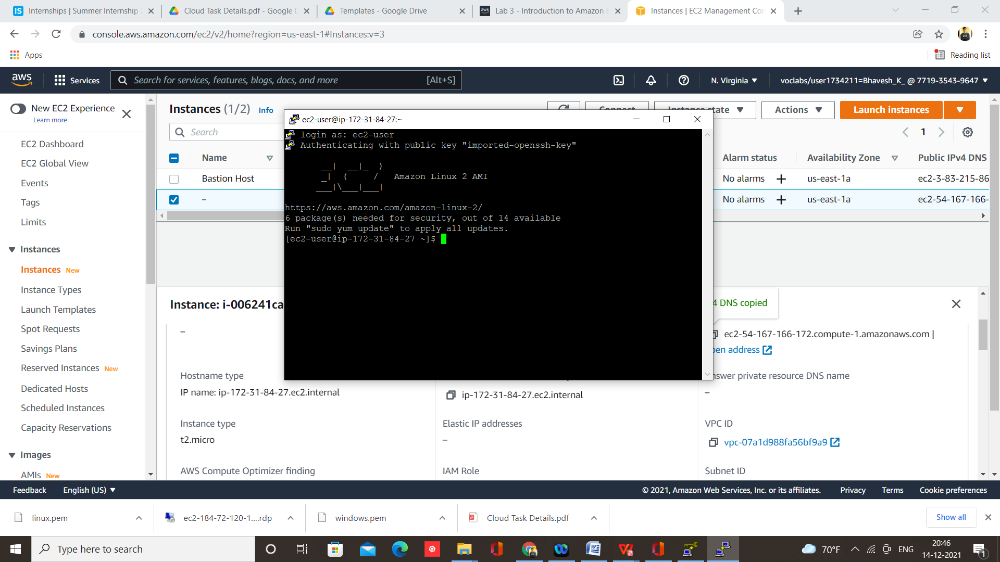 Internships | Summer Internship
Cloud Task Details.pdf - Google D
Templates - Google Drive
Lab 3 - Introduction to Amazon E
Instances | EC2 Management Con
console.aws.amazon.com/ec2/v2/home?region=us-east-1#Instances:v=3
Apps
Reading list
aws
Services
Search for services, features, blogs, docs, and more
[Alt+S]
N. Virginia
voclabs/user1734211=Bhavesh_K_ @ 7719-3543-9647
New EC2 Experience
Learn more
EC2 Dashboard
EC2 Global View
Events
Tags
Limits
Instances
Instances New
Instance Types
Launch Templates
Spot Requests
Savings Plans
Reserved Instances New
Dedicated Hosts
Scheduled Instances
Capacity Reservations
Images
AMIs New
Instances (1/2) Info
Connect
Instance state
Actions
Launch instances
Search
1
Name
Alarm status
Availability Zone
Public IPv4 DNS
Bastion Host
No alarms
us-east-1a
ec2-3-83-215-86
–
No alarms
us-east-1a
ec2-54-167-166-
ec2-user@ip-172-31-84-27:~
login as: ec2-user
Authenticating with public key "imported-openssh-key"
__|  __|_  )
_|  (     /   Amazon Linux 2 AMI
___|\___|___|
https://aws.amazon.com/amazon-linux-2/
6 package(s) needed for security, out of 14 available
Run "sudo yum update" to apply all updates.
[ec2-user@ip-172-31-84-27 ~]$
Instance: i-006241ca
4 DNS copied
–
ec2-54-167-166-172.compute-1.amazonaws.com |
pen address
Hostname type
IP name: ip-172-31-84-27.ec2.internal
ip-172-31-84-27.ec2.internal
nswer private resource DNS name
–
Instance type
t2.micro
Elastic IP addresses
–
VPC ID
vpc-07a1d988fa56bf9a9
AWS Compute Optimizer finding
IAM Role
Subnet ID
Feedback
English (US)
© 2021, Amazon Web Services, Inc. or its affiliates.
Privacy
Terms
Cookie preferences
linux.pem
ec2-184-72-120-1....rdp
windows.pem
Cloud Task Details.pdf
Show all
Type here to search
70°F
ENG
20:46
14-12-2021
1